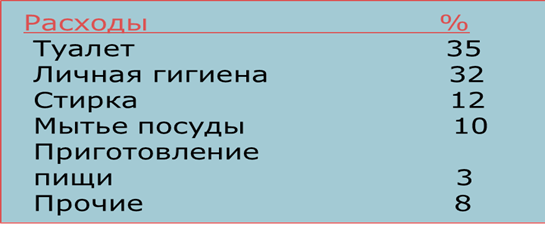 Расходы %
Туалет 35
Личная гигиена 32
Стирка 12
Мытье посуды 10
Приготовление
пищи 3
Прочие 8